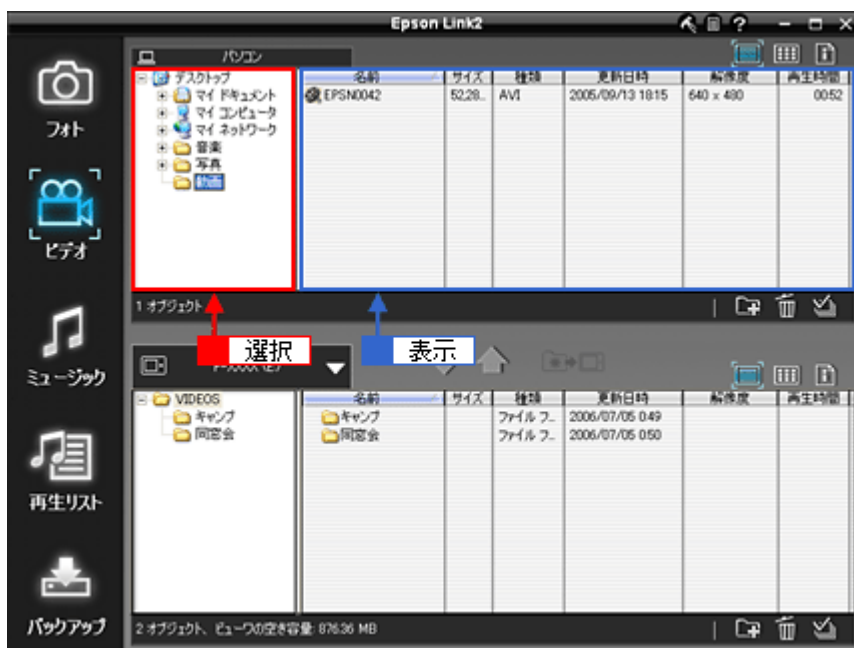 Epson Link2
パソコン
フォト
ビデオ
ミュージック
再生リスト
バックアップ
デスクトップ
マイ ドキュメント
マイ コンピュータ
マイ ネットワーク
音楽
写真
動画
名前 サイズ 種類 更新日時 解像度 再生時間
EPSN0042 52,28... AVI 2005/09/13 18:15 640 x 480 00:52
1 オブジェクト
選択
表示
VIDEOS
キャンプ
同窓会
名前 サイズ 種類 更新日時 解像度 再生時間
キャンプ ファイル フ... 2006/07/05 0:49
同窓会 ファイル フ... 2006/07/05 0:50
2 オブジェクト、ビューワの空き容量: 876.36 MB